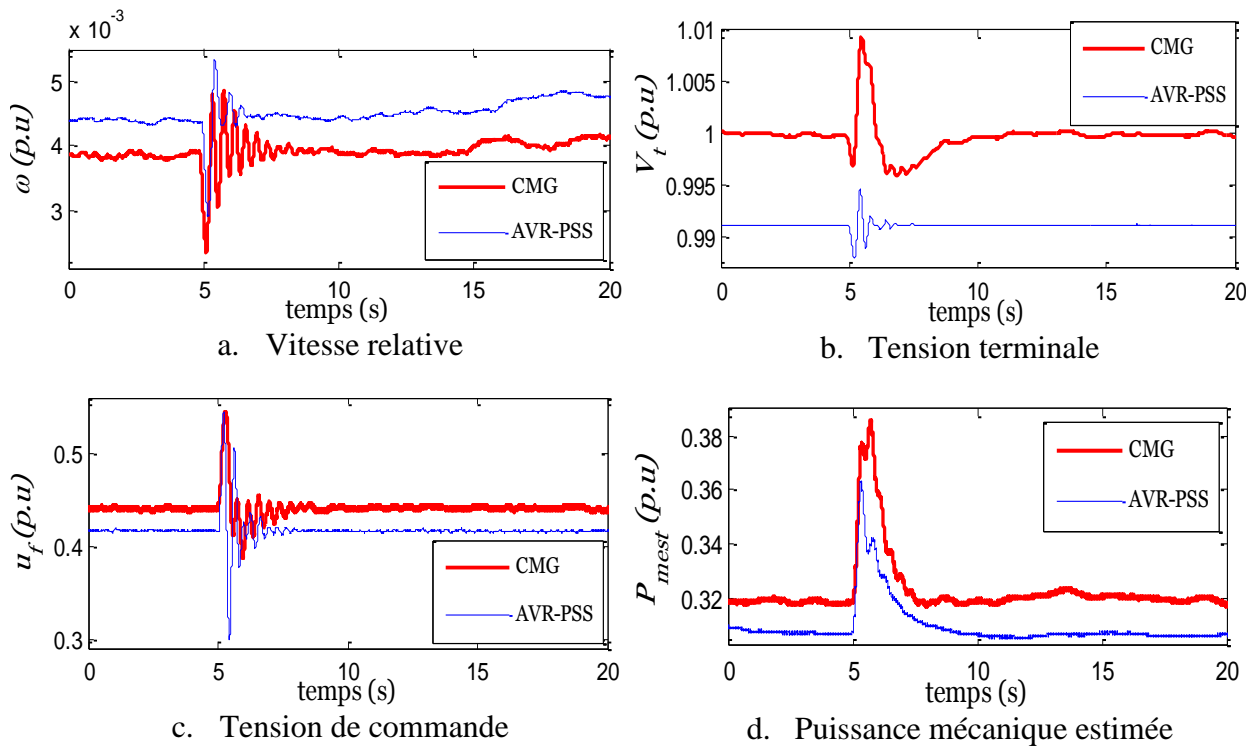 x 10⁻³
5
4
3
ω (p.u)
CMG
AVR-PSS
0 5 10 15 20
temps (s)
a. Vitesse relative
1.01
1.005
1
0.995
0.99
V_t (p.u)
CMG
AVR-PSS
0 5 10 15 20
temps (s)
b. Tension terminale
0.5
0.4
0.3
u_f (p.u)
CMG
AVR-PSS
0 5 10 15 20
temps (s)
c. Tension de commande
0.38
0.36
0.34
0.32
P_mest (p.u)
CMG
AVR-PSS
0 5 10 15 20
temps (s)
d. Puissance mécanique estimée